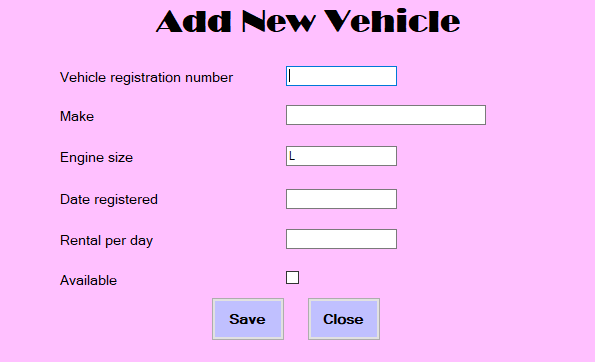 Add New Vehicle
Vehicle registration number
Make
Engine size L
Date registered
Rental per day
Available
Save Close